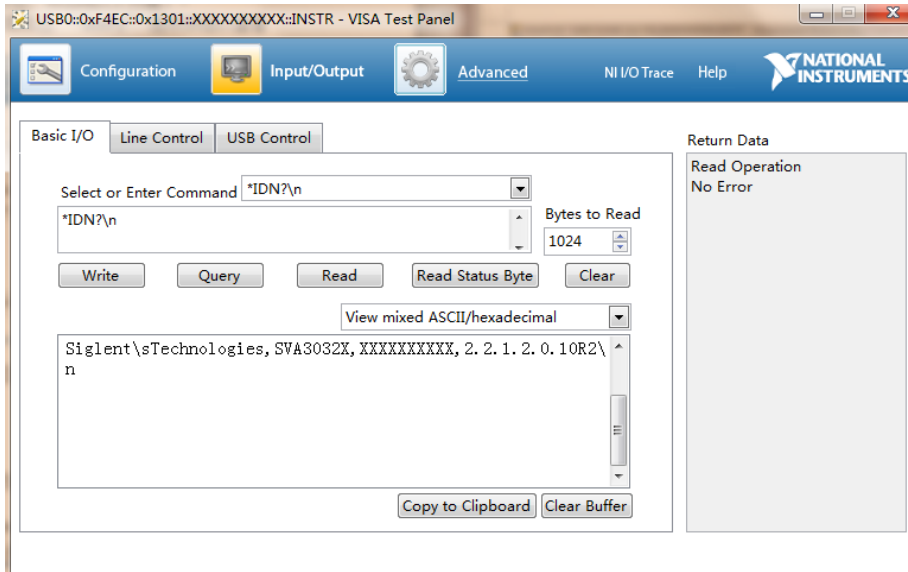 USB0::0xF4EC::0x1301::XXXXXXXXXX::INSTR - VISA Test Panel
Configuration
Input/Output
Advanced
NI I/O Trace
Help
NATIONAL
INSTRUMENTS
Basic I/O
Line Control
USB Control
Return Data
Read Operation
No Error
Select or Enter Command
*IDN?\n
*IDN?\n
Bytes to Read
1024
Write
Query
Read
Read Status Byte
Clear
View mixed ASCII/hexadecimal
Siglent\sTechnologies,SVA3032X,XXXXXXXXXX,2.2.1.2.0.10R2\
n
Copy to Clipboard
Clear Buffer